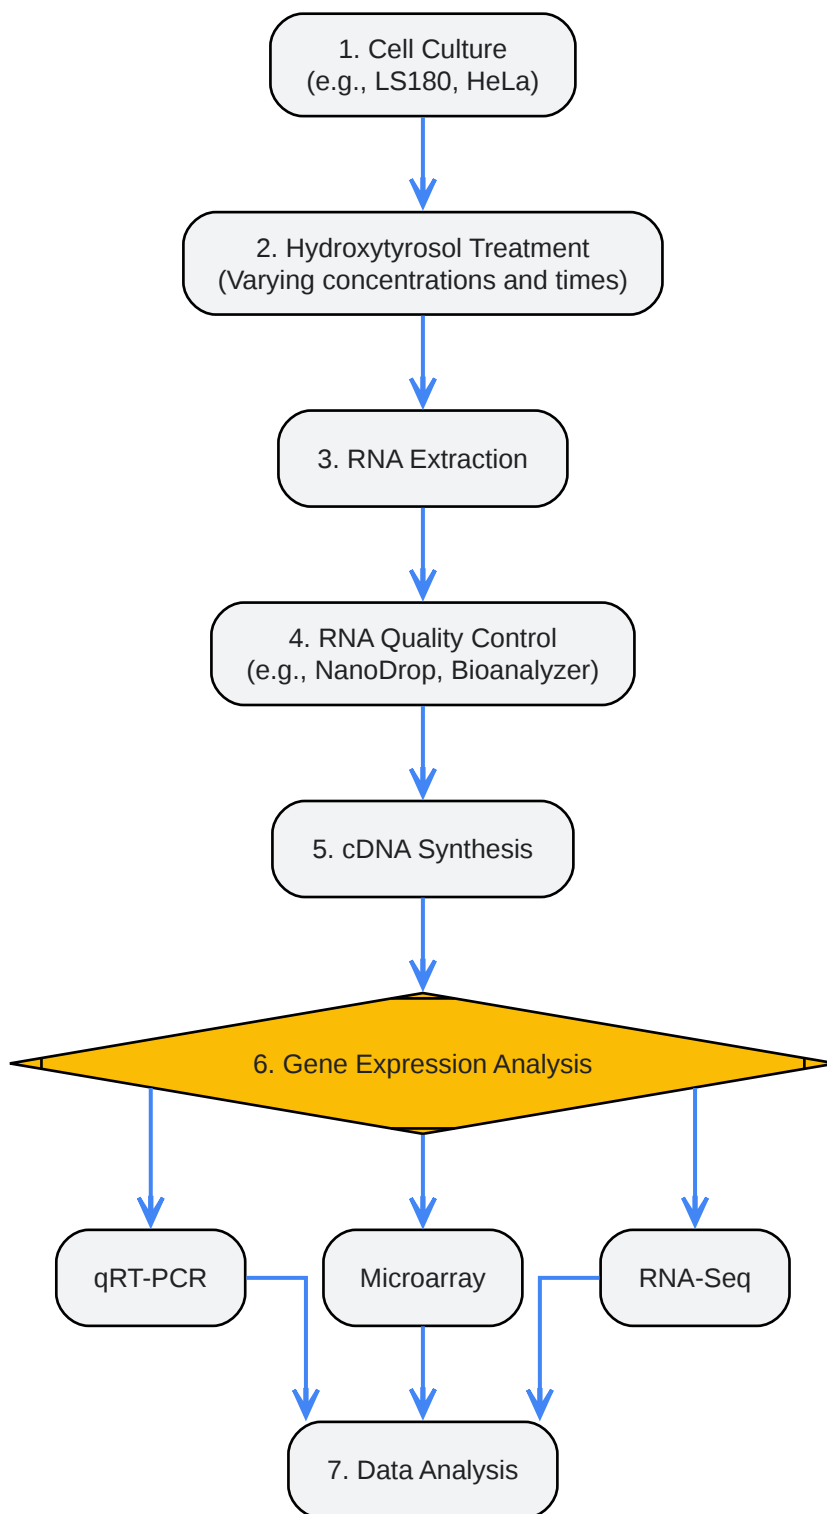 1. Cell Culture
(e.g., LS180, HeLa)
2. Hydroxytyrosol Treatment
(Varying concentrations and times)
3. RNA Extraction
4. RNA Quality Control
(e.g., NanoDrop, Bioanalyzer)
5. cDNA Synthesis
6. Gene Expression Analysis
qRT-PCR
Microarray
RNA-Seq
7. Data Analysis